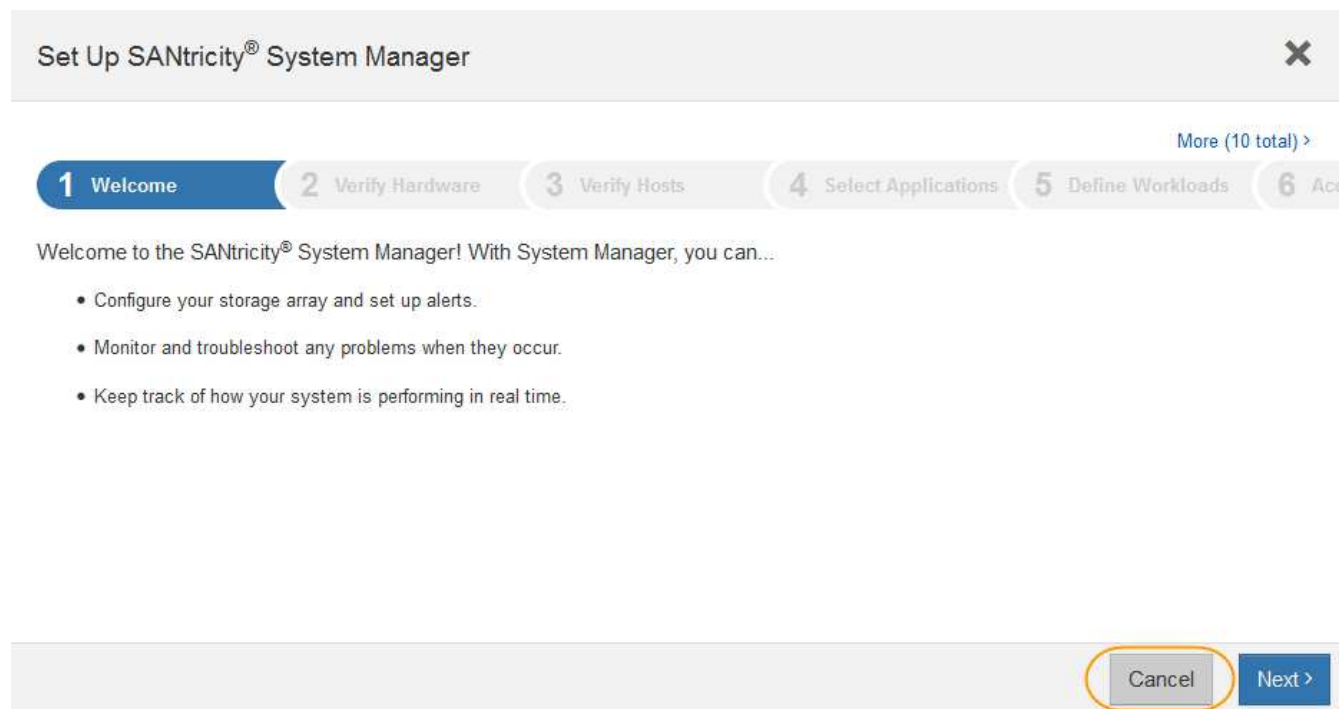 Set Up SANtricity® System Manager
More (10 total) >
1 Welcome 2 Verify Hardware 3 Verify Hosts 4 Select Applications 5 Define Workloads 6 Acc
Welcome to the SANtricity® System Manager! With System Manager, you can...
• Configure your storage array and set up alerts.
• Monitor and troubleshoot any problems when they occur.
• Keep track of how your system is performing in real time.
Cancel Next >